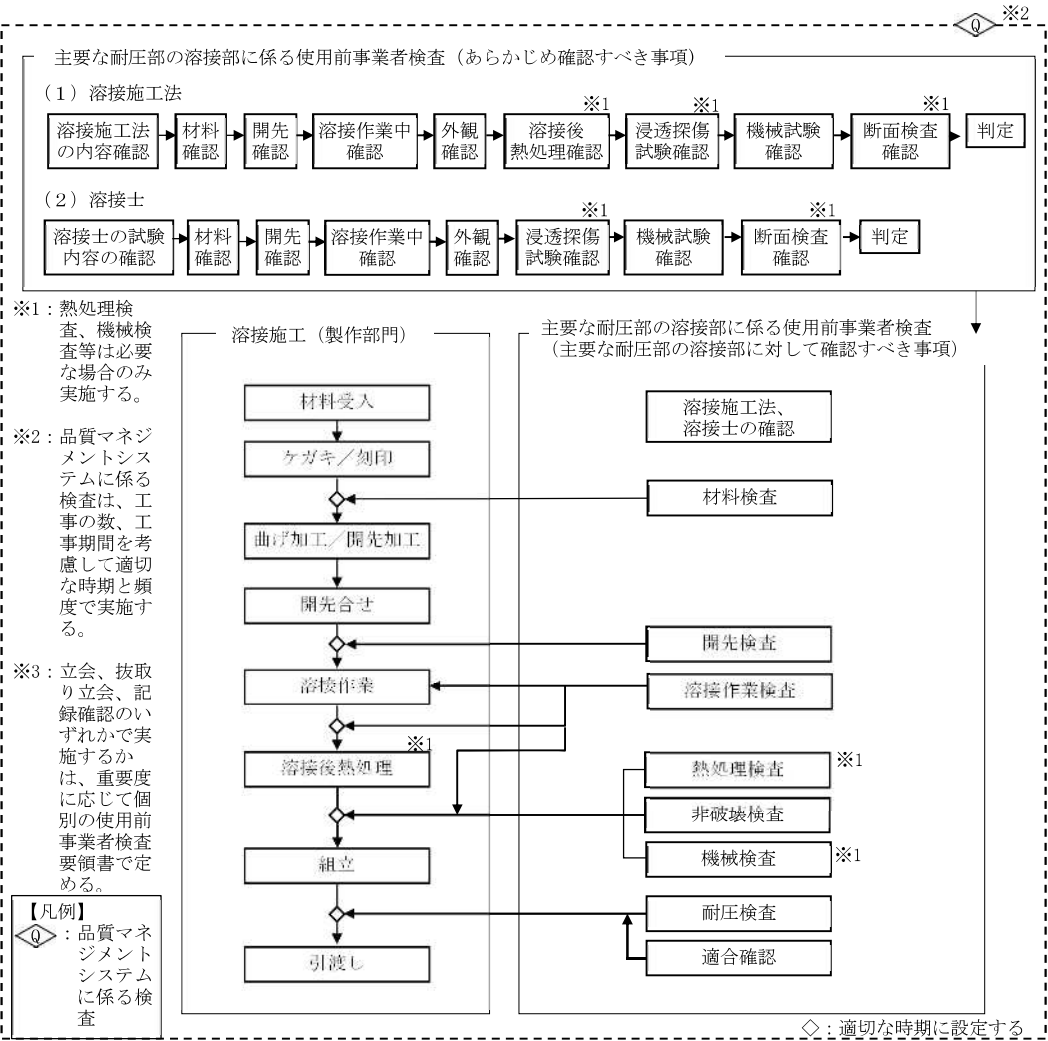 Q ※2
主要な耐圧部の溶接部に係る使用前事業者検査（あらかじめ確認すべき事項）
（1）溶接施工法
※1 ※1 ※1
溶接施工法
の内容確認
材料
確認
開先
確認
溶接作業中
確認
外観
確認
溶接後
熱処理確認
浸透探傷
試験確認
機械試験
確認
断面検査
確認
判定
（2）溶接士
※1 ※1
溶接士の試験
内容の確認
材料
確認
開先
確認
溶接作業中
確認
外観
確認
浸透探傷
試験確認
機械試験
確認
断面検査
確認
判定
※1：熱処理検
査、機械検
査等は必要
な場合のみ
実施する。
※2：品質マネジ
メントシス
テムに係る
検査は、工
事の数、工
事期間を考
慮して適切
な時期と頻
度で実施す
る。
※3：立会、抜取
り立会、記
録確認のい
ずれかで実
施するか
は、重要度
に応じて個
別の使用前
事業者検査
要領書で定
める。
【凡例】
Q：品質マネ
ジメント
システム
に係る検
査
溶接施工（製作部門）
材料受入
ケガキ／刻印
曲げ加工／開先加工
開先合せ
溶接作業
※1
溶接後熱処理
組立
引渡し
主要な耐圧部の溶接部に係る使用前事業者検査
（主要な耐圧部の溶接部に対して確認すべき事項）
溶接施工法、
溶接士の確認
材料検査
開先検査
溶接作業検査
熱処理検査 ※1
非破壊検査
機械検査 ※1
耐圧検査
適合確認
◇：適切な時期に設定する